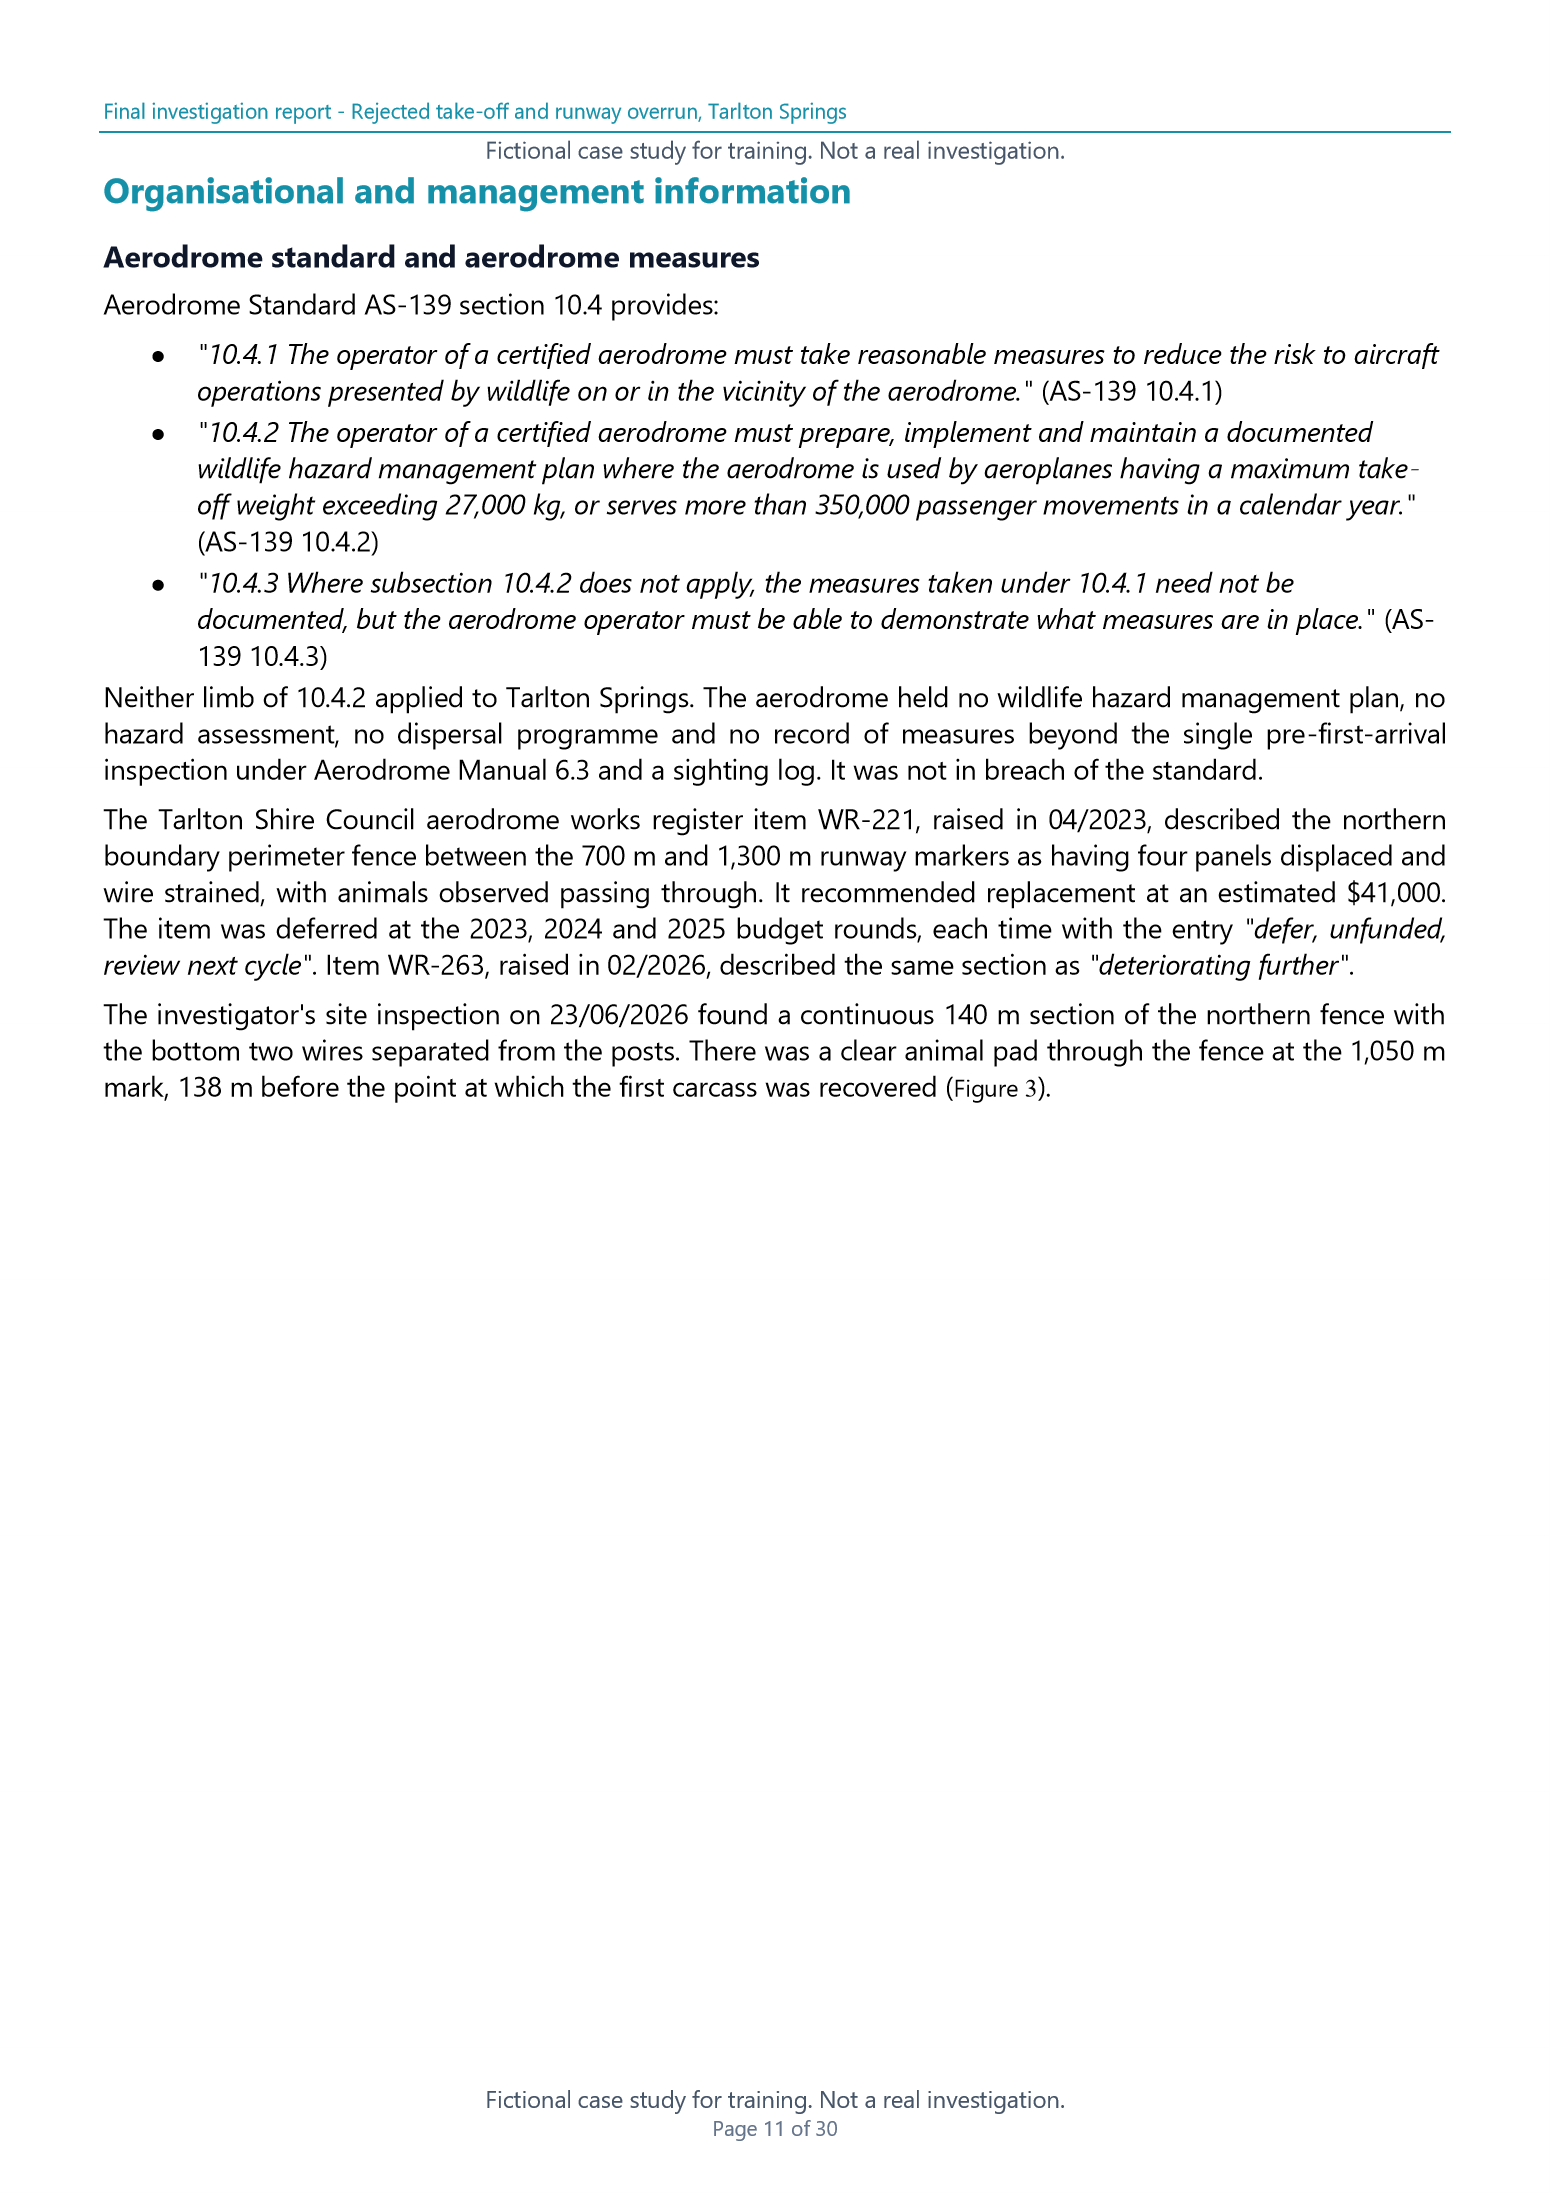 Final investigation report - Rejected take-off and runway overrun, Tarlton Springs
Fictional case study for training. Not a real investigation.
Organisational and management information
Aerodrome standard and aerodrome measures
Aerodrome Standard AS-139 section 10.4 provides:
● "10.4.1 The operator of a certified aerodrome must take reasonable measures to reduce the risk to aircraft
operations presented by wildlife on or in the vicinity of the aerodrome." (AS-139 10.4.1)
● "10.4.2 The operator of a certified aerodrome must prepare, implement and maintain a documented
wildlife hazard management plan where the aerodrome is used by aeroplanes having a maximum take-
off weight exceeding 27,000 kg, or serves more than 350,000 passenger movements in a calendar year."
(AS-139 10.4.2)
● "10.4.3 Where subsection 10.4.2 does not apply, the measures taken under 10.4.1 need not be
documented, but the aerodrome operator must be able to demonstrate what measures are in place." (AS-
139 10.4.3)
Neither limb of 10.4.2 applied to Tarlton Springs. The aerodrome held no wildlife hazard management plan, no
hazard assessment, no dispersal programme and no record of measures beyond the single pre-first-arrival
inspection under Aerodrome Manual 6.3 and a sighting log. It was not in breach of the standard.
The Tarlton Shire Council aerodrome works register item WR-221, raised in 04/2023, described the northern
boundary perimeter fence between the 700 m and 1,300 m runway markers as having four panels displaced and
wire strained, with animals observed passing through. It recommended replacement at an estimated $41,000.
The item was deferred at the 2023, 2024 and 2025 budget rounds, each time with the entry "defer, unfunded,
review next cycle". Item WR-263, raised in 02/2026, described the same section as "deteriorating further".
The investigator's site inspection on 23/06/2026 found a continuous 140 m section of the northern fence with
the bottom two wires separated from the posts. There was a clear animal pad through the fence at the 1,050 m
mark, 138 m before the point at which the first carcass was recovered (Figure 3).
Fictional case study for training. Not a real investigation.
Page 11 of 30